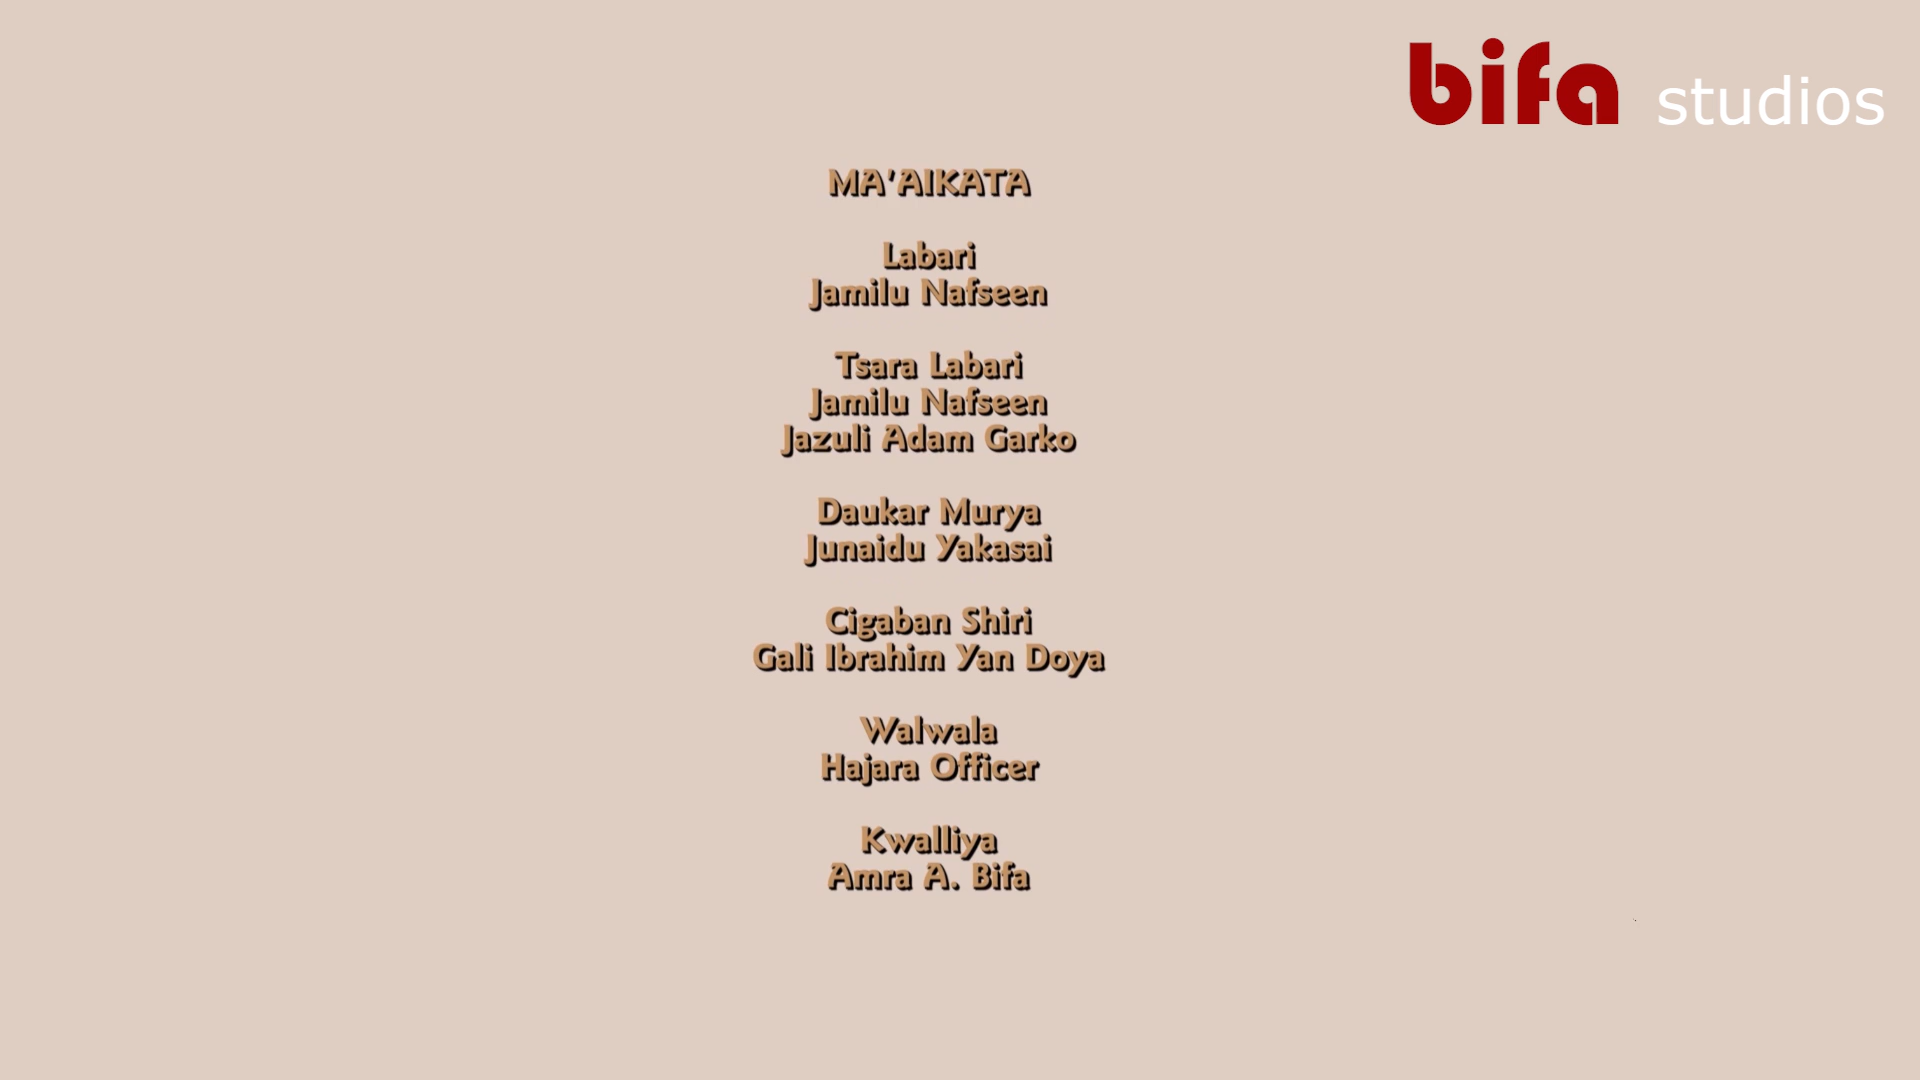 bifa studios
MA'AIKATA
Labari
Jamilu Nafseen
Tsara Labari
Jamilu Nafseen
Jazuli Adam Garko
Daukar Murya
Junaidu Yakasai
Cigaban Shiri
Gali Ibrahim Yan Doya
Walwala
Hajara Officer
Kwalliya
Amra A. Bifa